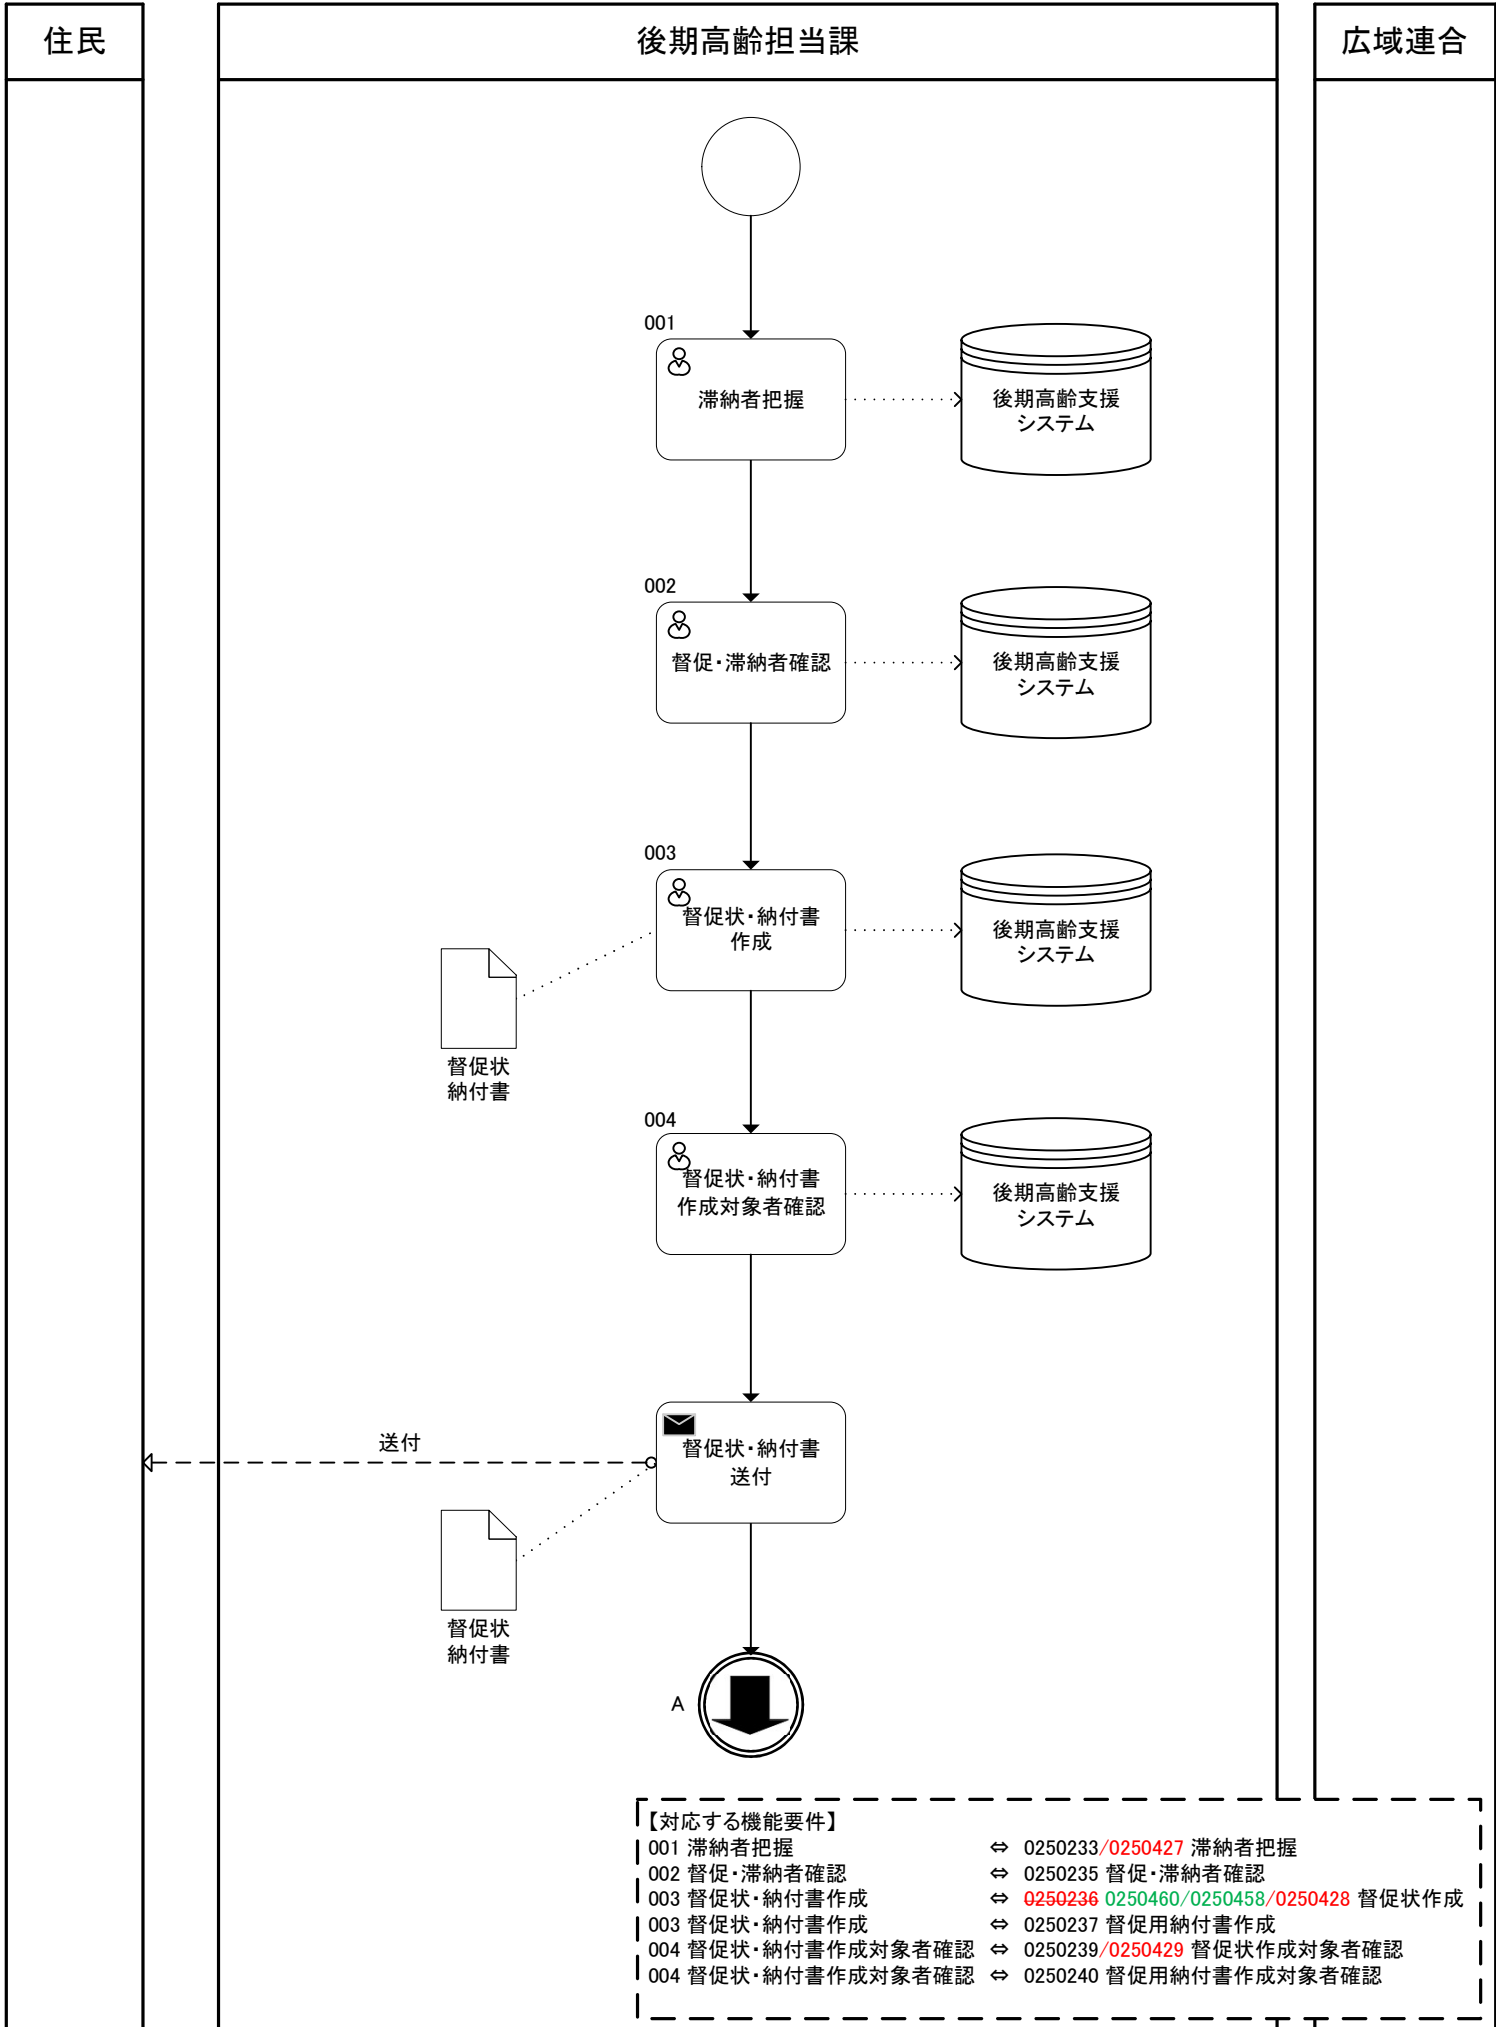 住民
後期高齢担当課
広域連合
001
滞納者把握
後期高齢支援
システム
002
督促・滞納者確認
後期高齢支援
システム
003
督促状・納付書
作成
後期高齢支援
システム
督促状
納付書
004
督促状・納付書
作成対象者確認
後期高齢支援
システム
送付
督促状・納付書
送付
督促状
納付書
A
【対応する機能要件】
001 滞納者把握 ⇔ 0250233/0250427 滞納者把握
002 督促・滞納者確認 ⇔ 0250235 督促・滞納者確認
003 督促状・納付書作成 ⇔ 0250236 0250460/0250458/0250428 督促状作成
003 督促状・納付書作成 ⇔ 0250237 督促用納付書作成
004 督促状・納付書作成対象者確認 ⇔ 0250239/0250429 督促状作成対象者確認
004 督促状・納付書作成対象者確認 ⇔ 0250240 督促用納付書作成対象者確認